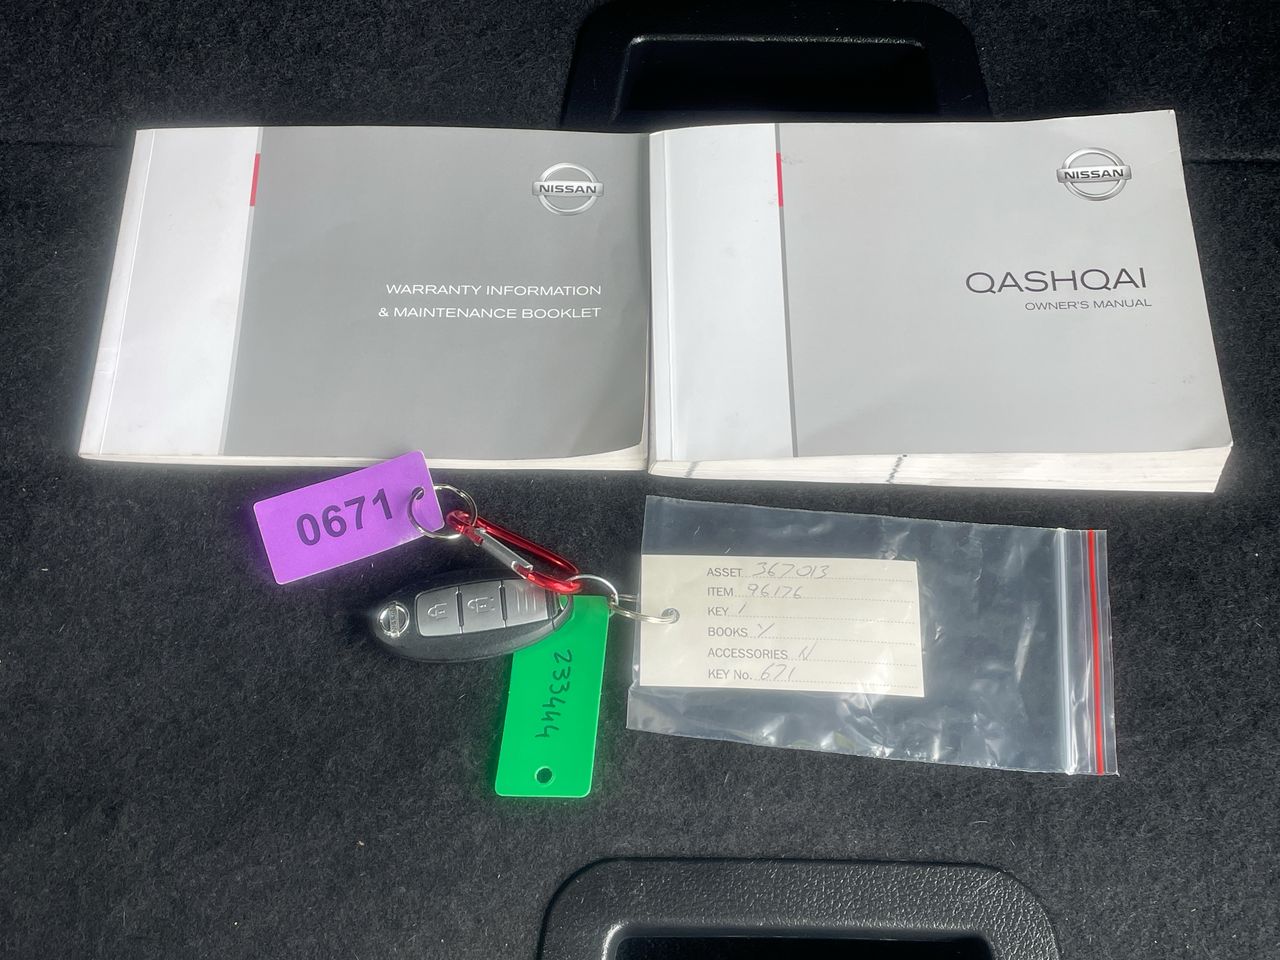 NISSAN
WARRANTY INFORMATION
& MAINTENANCE BOOKLET
NISSAN
QASHQAI
OWNER'S MANUAL
0671
NISSAN
233444
ASSET 367013
ITEM 96176
KEY 1
BOOKS Y
ACCESSORIES N
KEY No. 671